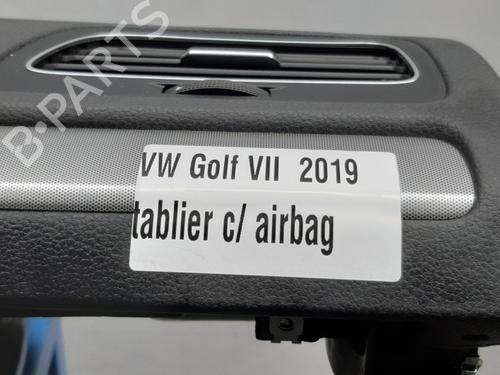 B-PARTS
VW Golf VII 2019
tablier c/ airbag